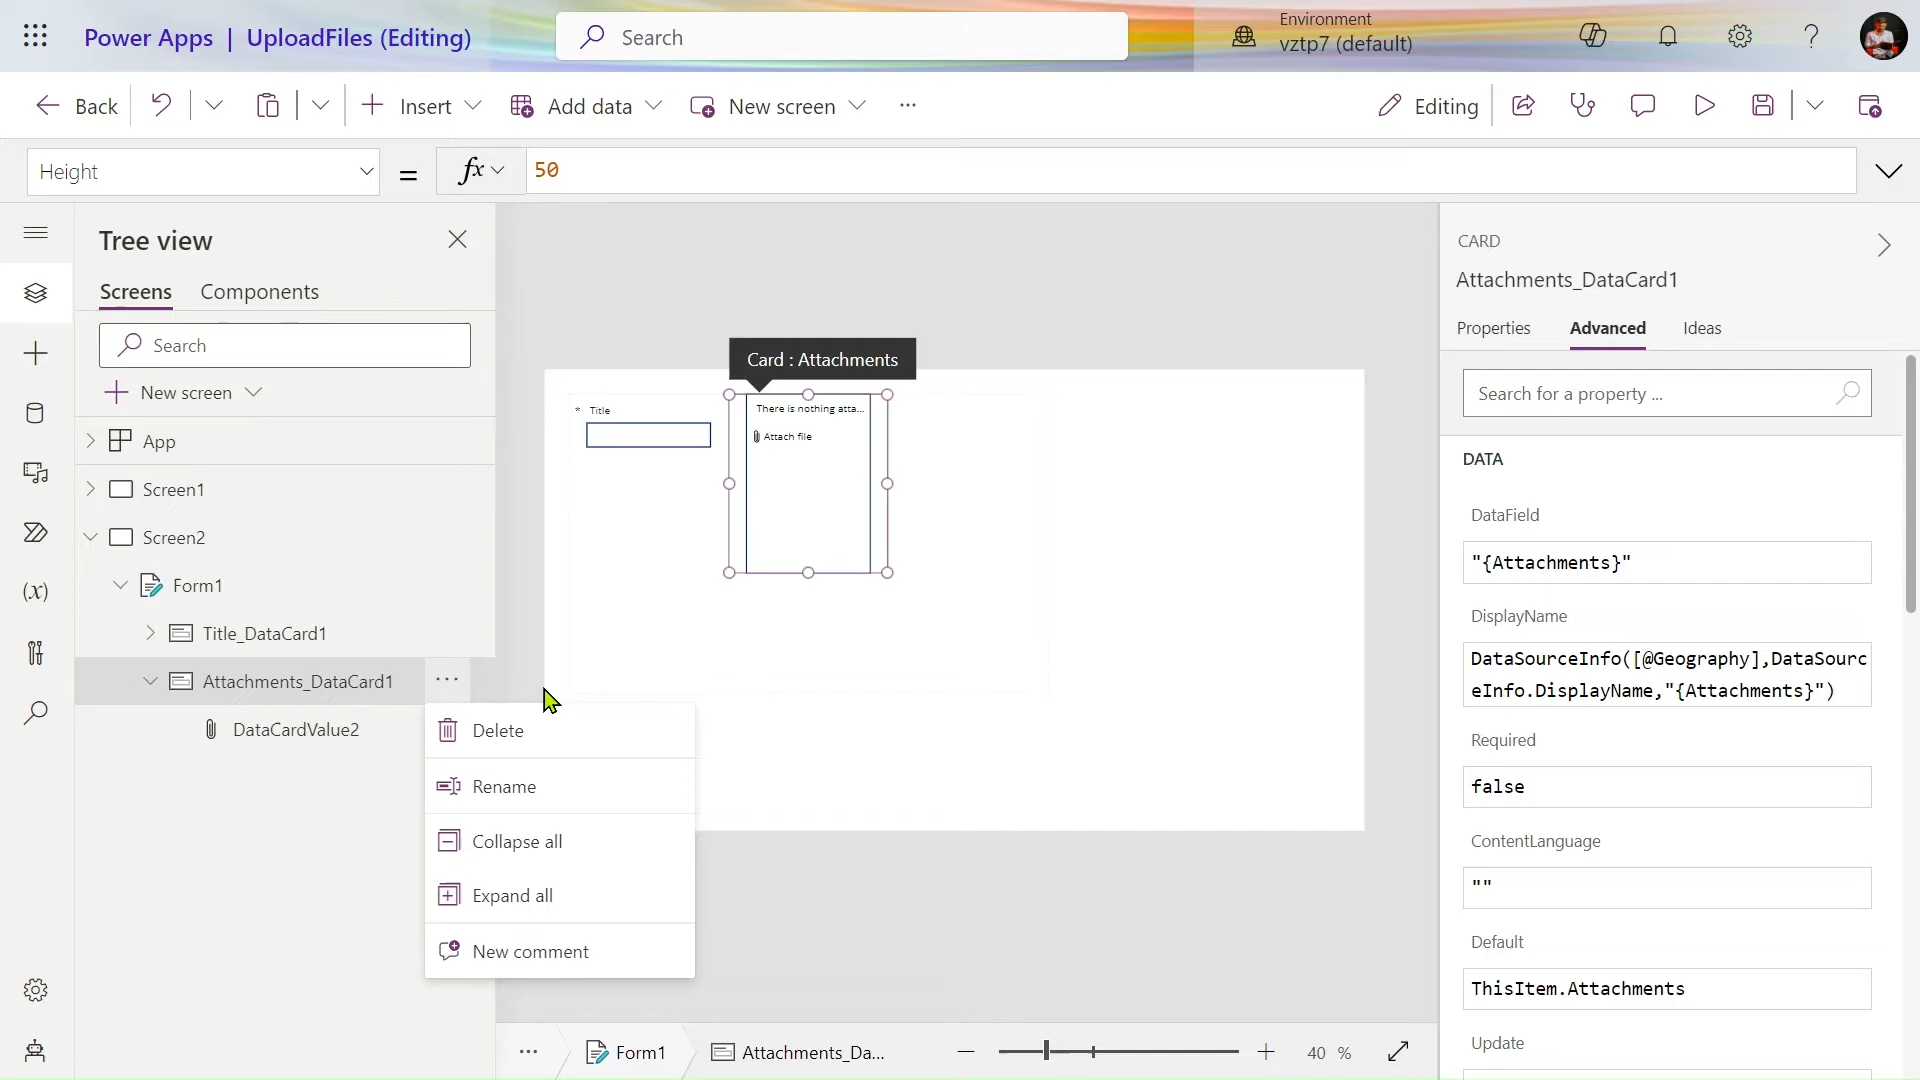 Power Apps | UploadFiles (Editing)
Search
Environment
vztp7 (default)
Back
Insert
Add data
New screen
...
Editing
Height
=
fx
50
Tree view
Screens
Components
Search
New screen
App
Screen1
Screen2
Form1
Title_DataCard1
Attachments_DataCard1
...
DataCardValue2
Delete
Rename
Collapse all
Expand all
New comment
Card : Attachments
* Title
There is nothing atta...
Attach file
...
Form1
Attachments_Da...
40 %
CARD
Attachments_DataCard1
Properties
Advanced
Ideas
Search for a property ...
DATA
DataField
"{Attachments}"
DisplayName
DataSourceInfo([@Geography],DataSourc
eInfo.DisplayName,"{Attachments}")
Required
false
ContentLanguage
""
Default
ThisItem.Attachments
Update